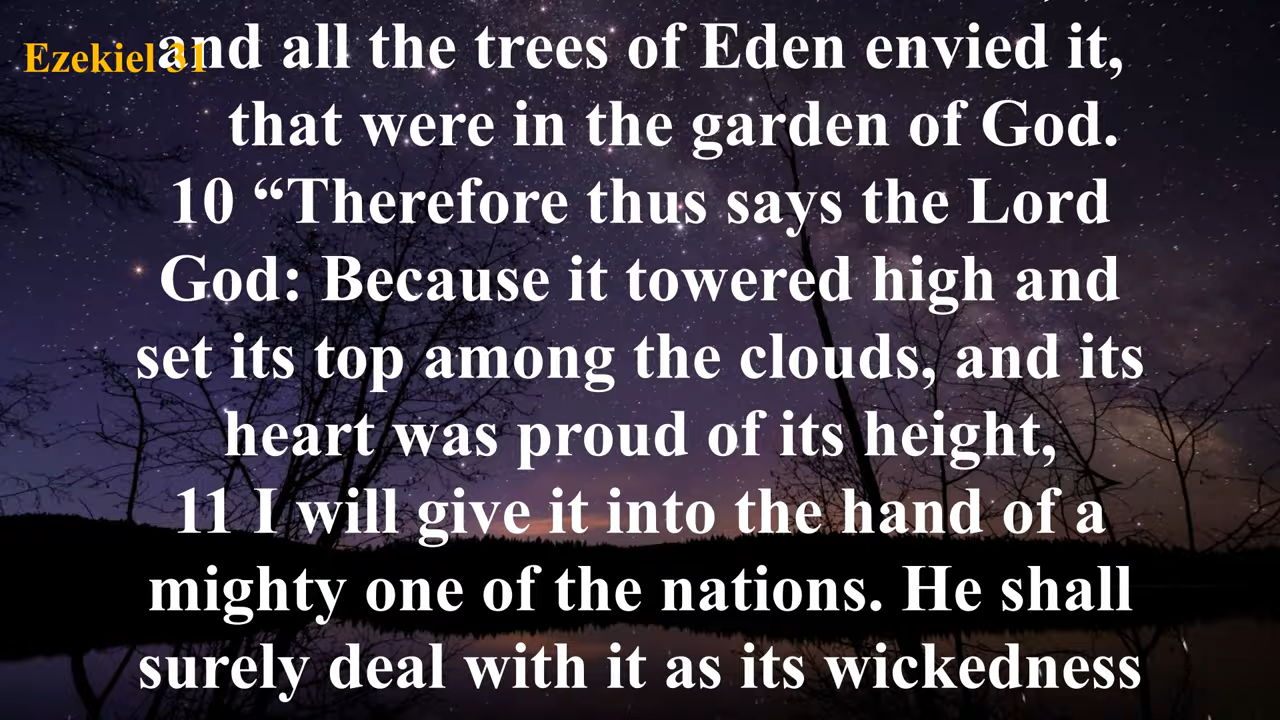 Ezekiel 31
and all the trees of Eden envied it,
that were in the garden of God.
10 “Therefore thus says the Lord
God: Because it towered high and
set its top among the clouds, and its
heart was proud of its height,
11 I will give it into the hand of a
mighty one of the nations. He shall
surely deal with it as its wickedness